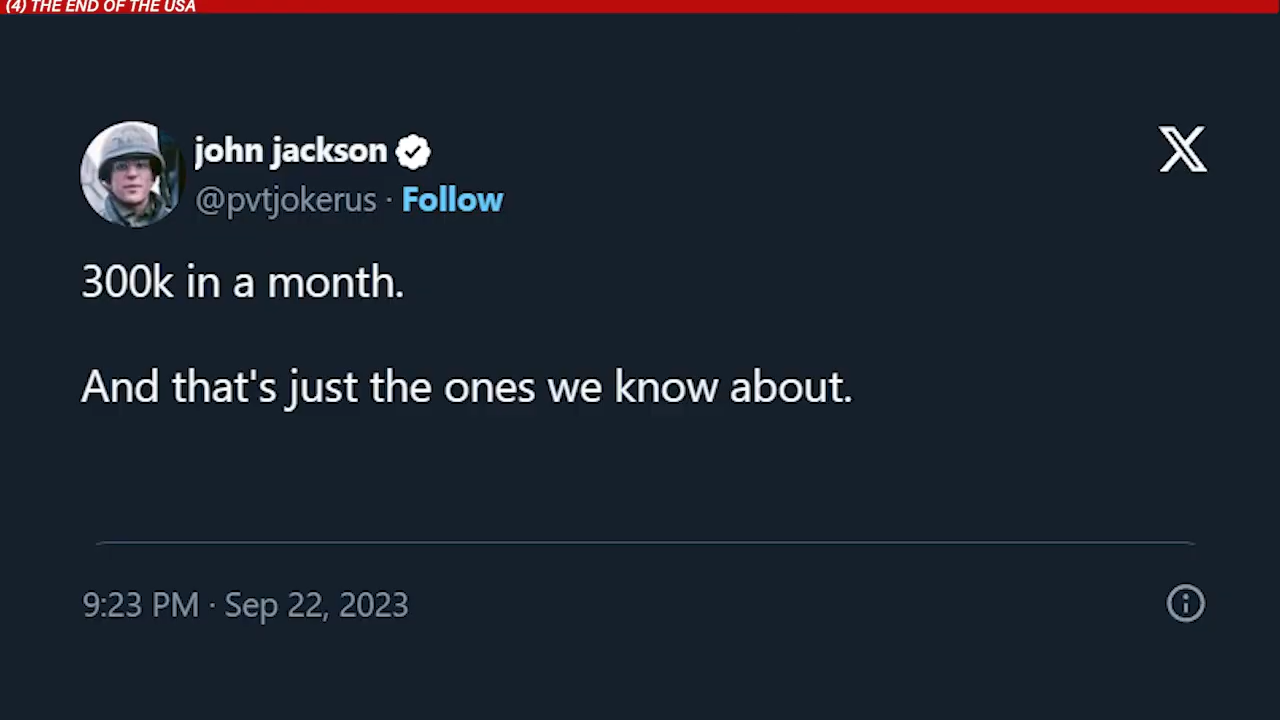 (4) THE END OF THE USA
john jackson
@pvtjokerus · Follow
300k in a month.
And that's just the ones we know about.
9:23 PM · Sep 22, 2023